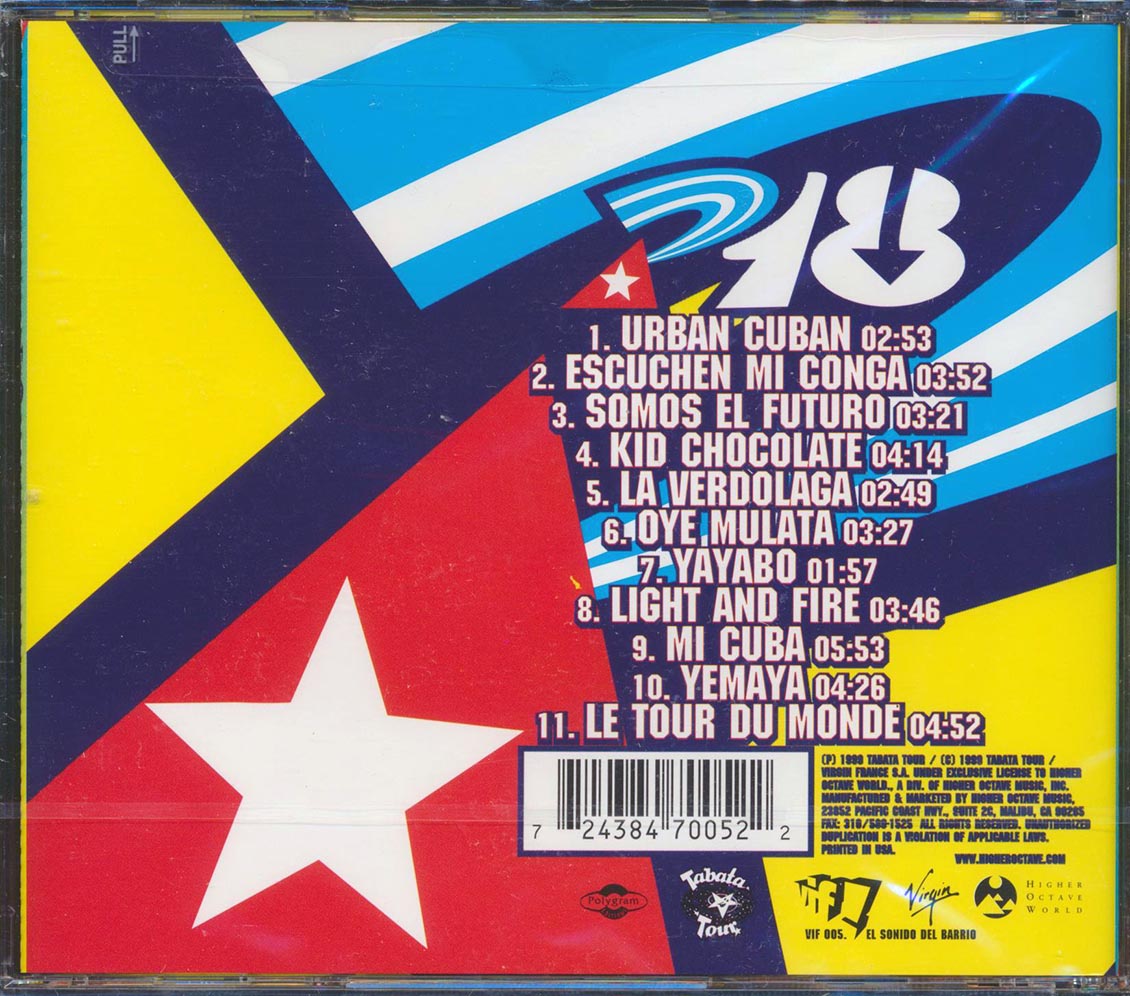 PULL
P18
1. URBAN CUBAN 02:53
2. ESCUCHEN MI CONGA 03:52
3. SOMOS EL FUTURO 03:21
4. KID CHOCOLATE 04:14
5. LA VERDOLAGA 02:49
6. OYE MULATA 03:27
7. YAYABO 01:57
8. LIGHT AND FIRE 03:46
9. MI CUBA 05:53
10. YEMAYA 04:26
11. LE TOUR DU MONDE 04:52
7 24384 70052 2
(P) 1999 TABATA TOUR / (C) 1999 TABATA TOUR /
VIRGIN FRANCE S.A. UNDER EXCLUSIVE LICENSE TO HIGHER
OCTAVE WORLD., A DIV. OF HIGHER OCTAVE MUSIC, INC.
MANUFACTURED & MARKETED BY HIGHER OCTAVE MUSIC,
23852 PACIFIC COAST HWY., SUITE 2C, MALIBU, CA 90265
FAX: 310/589-1525 ALL RIGHTS RESERVED. UNAUTHORIZED
DUPLICATION IS A VIOLATION OF APPLICABLE LAWS.
PRINTED IN USA.
WWW.HIGHEROCTAVE.COM
Polygram
Tabata
Tour
Vif
VIF 005. EL SONIDO DEL BARRIO
Virgin
HIGHER
OCTAVE
WORLD